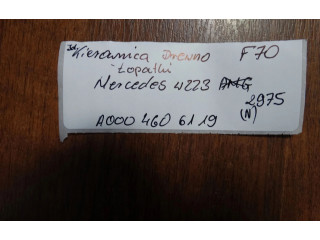 Kierownica Drewno F70
Łopatki
Mercedes W223 AMG
2975
(N)
A000 460 61 19